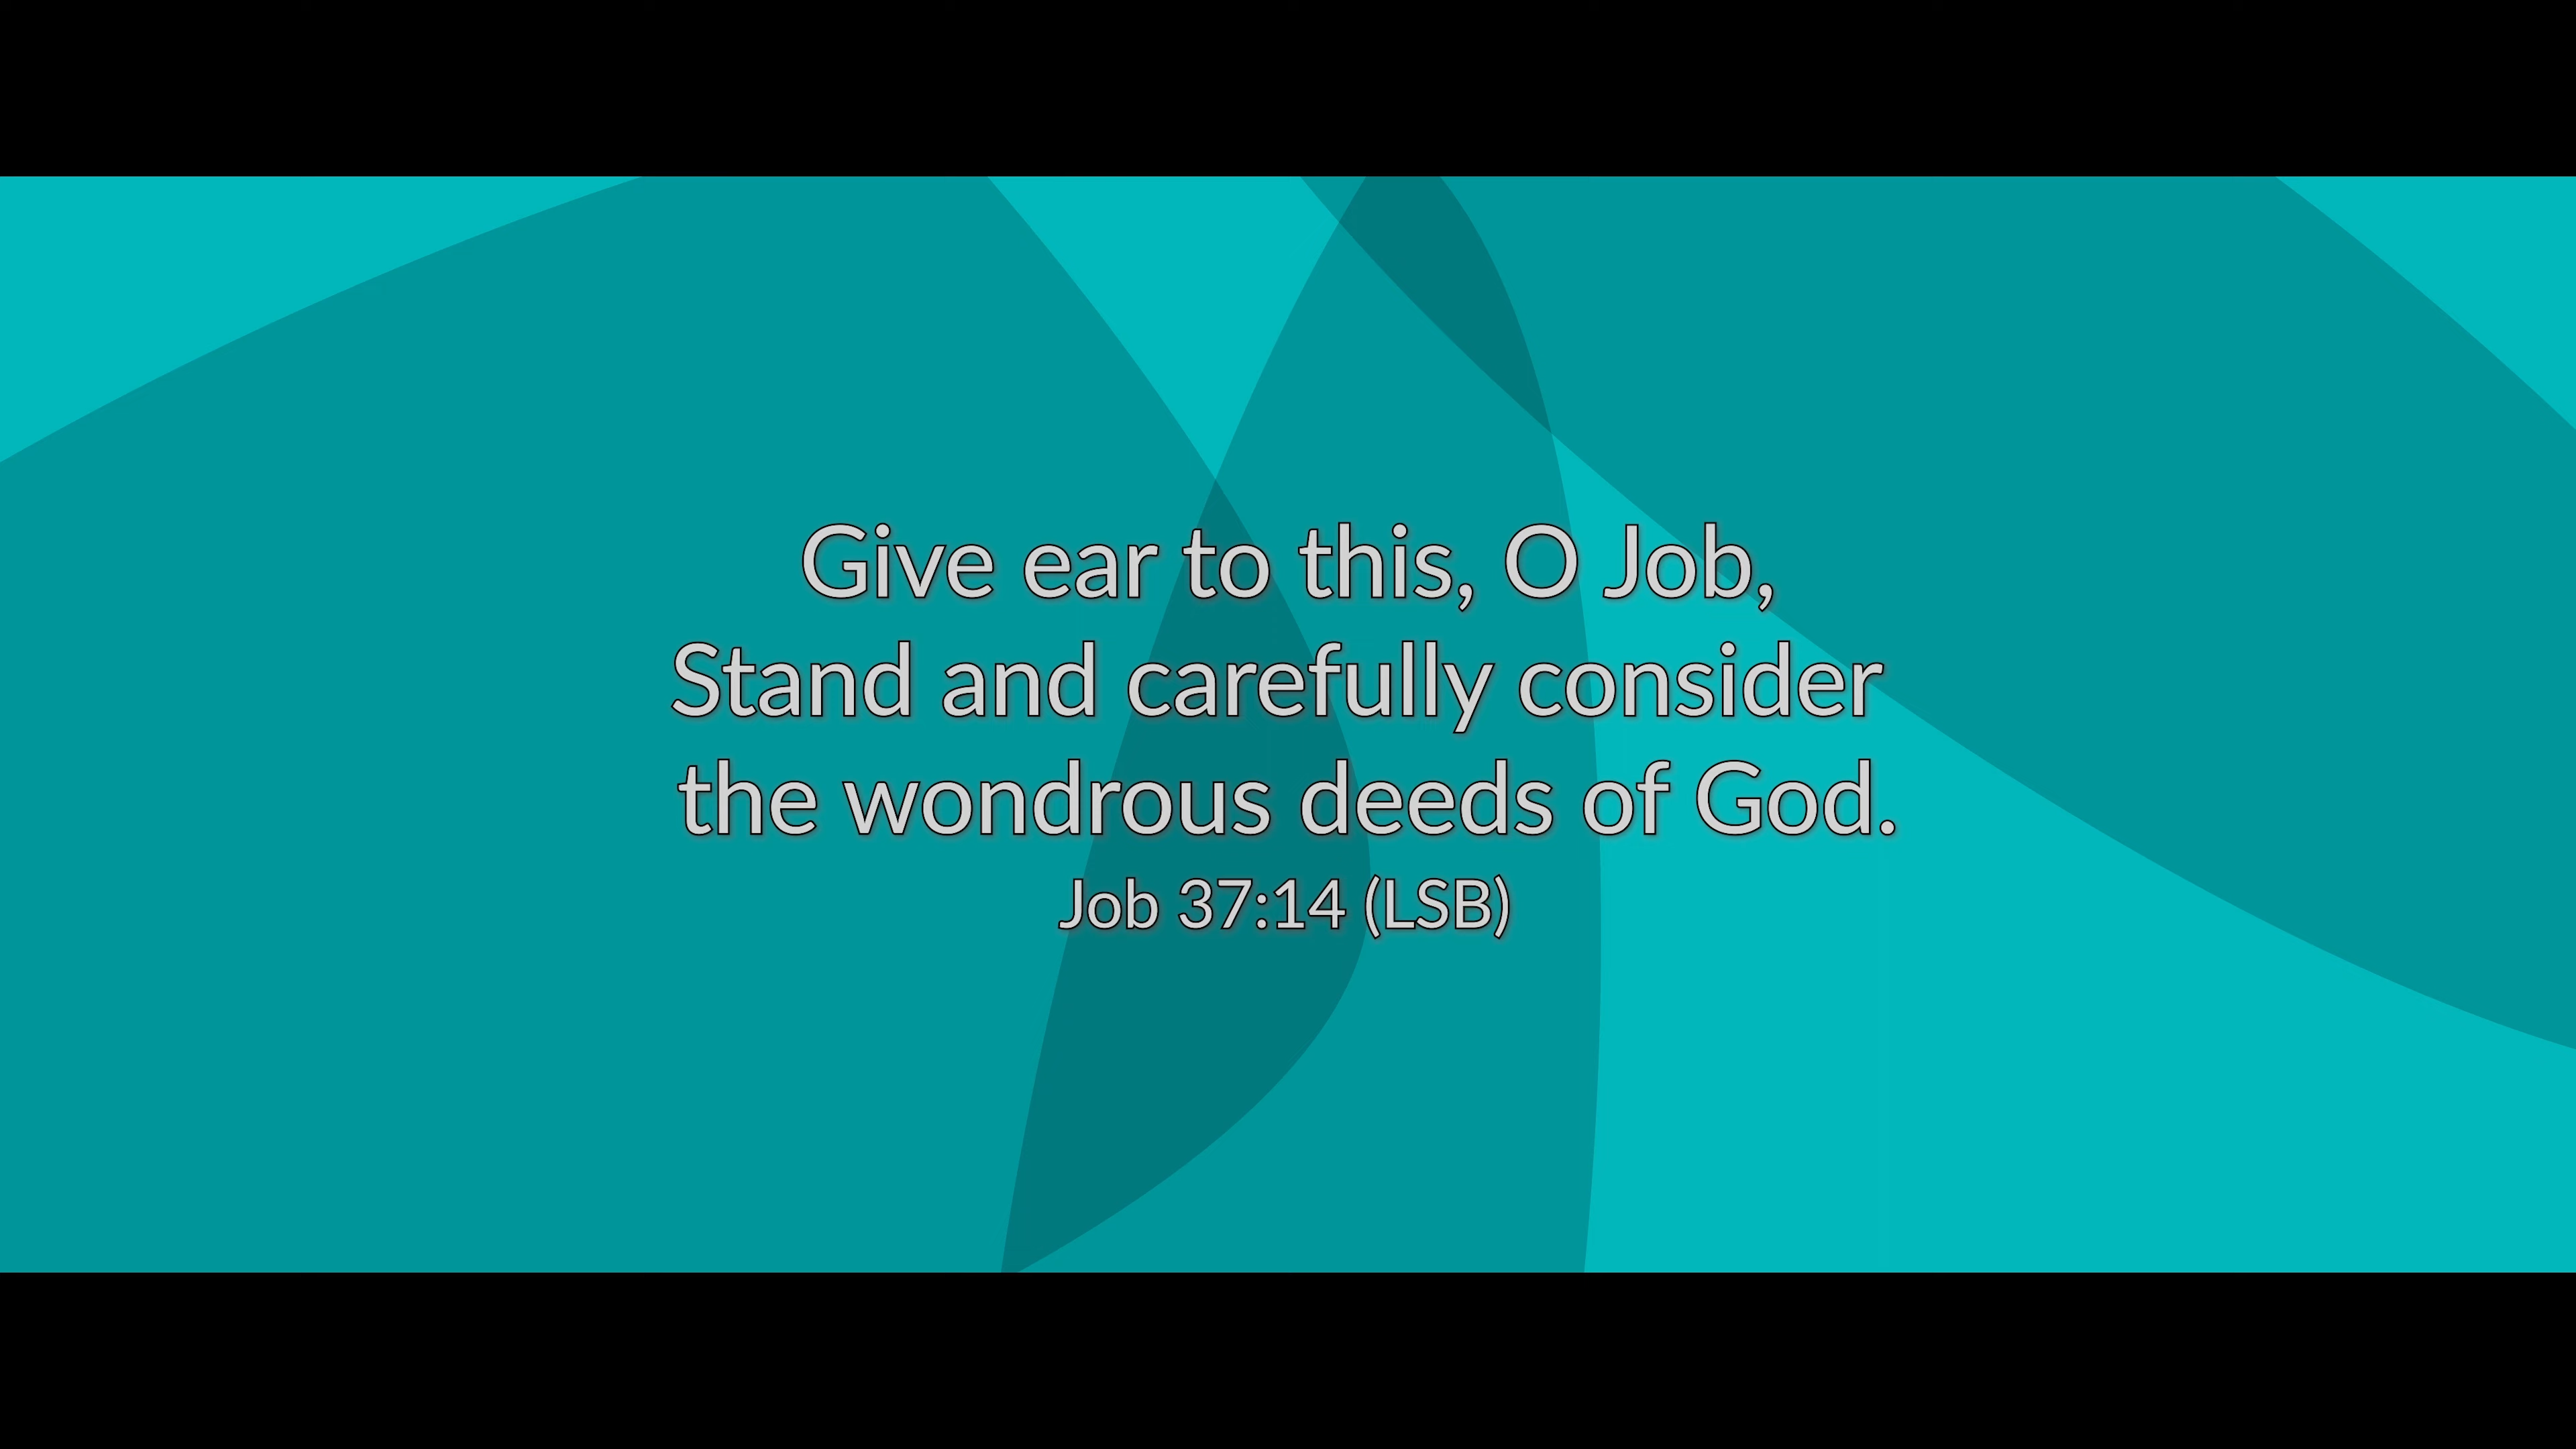 Give ear to this, O Job,
Stand and carefully consider
the wondrous deeds of God.
Job 37:14 (LSB)